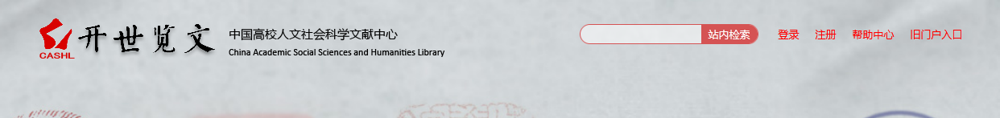 CASHL
开世览文
中国高校人文社会科学文献中心
China Academic Social Sciences and Humanities Library
站内检索
登录 注册 帮助中心 旧门户入口